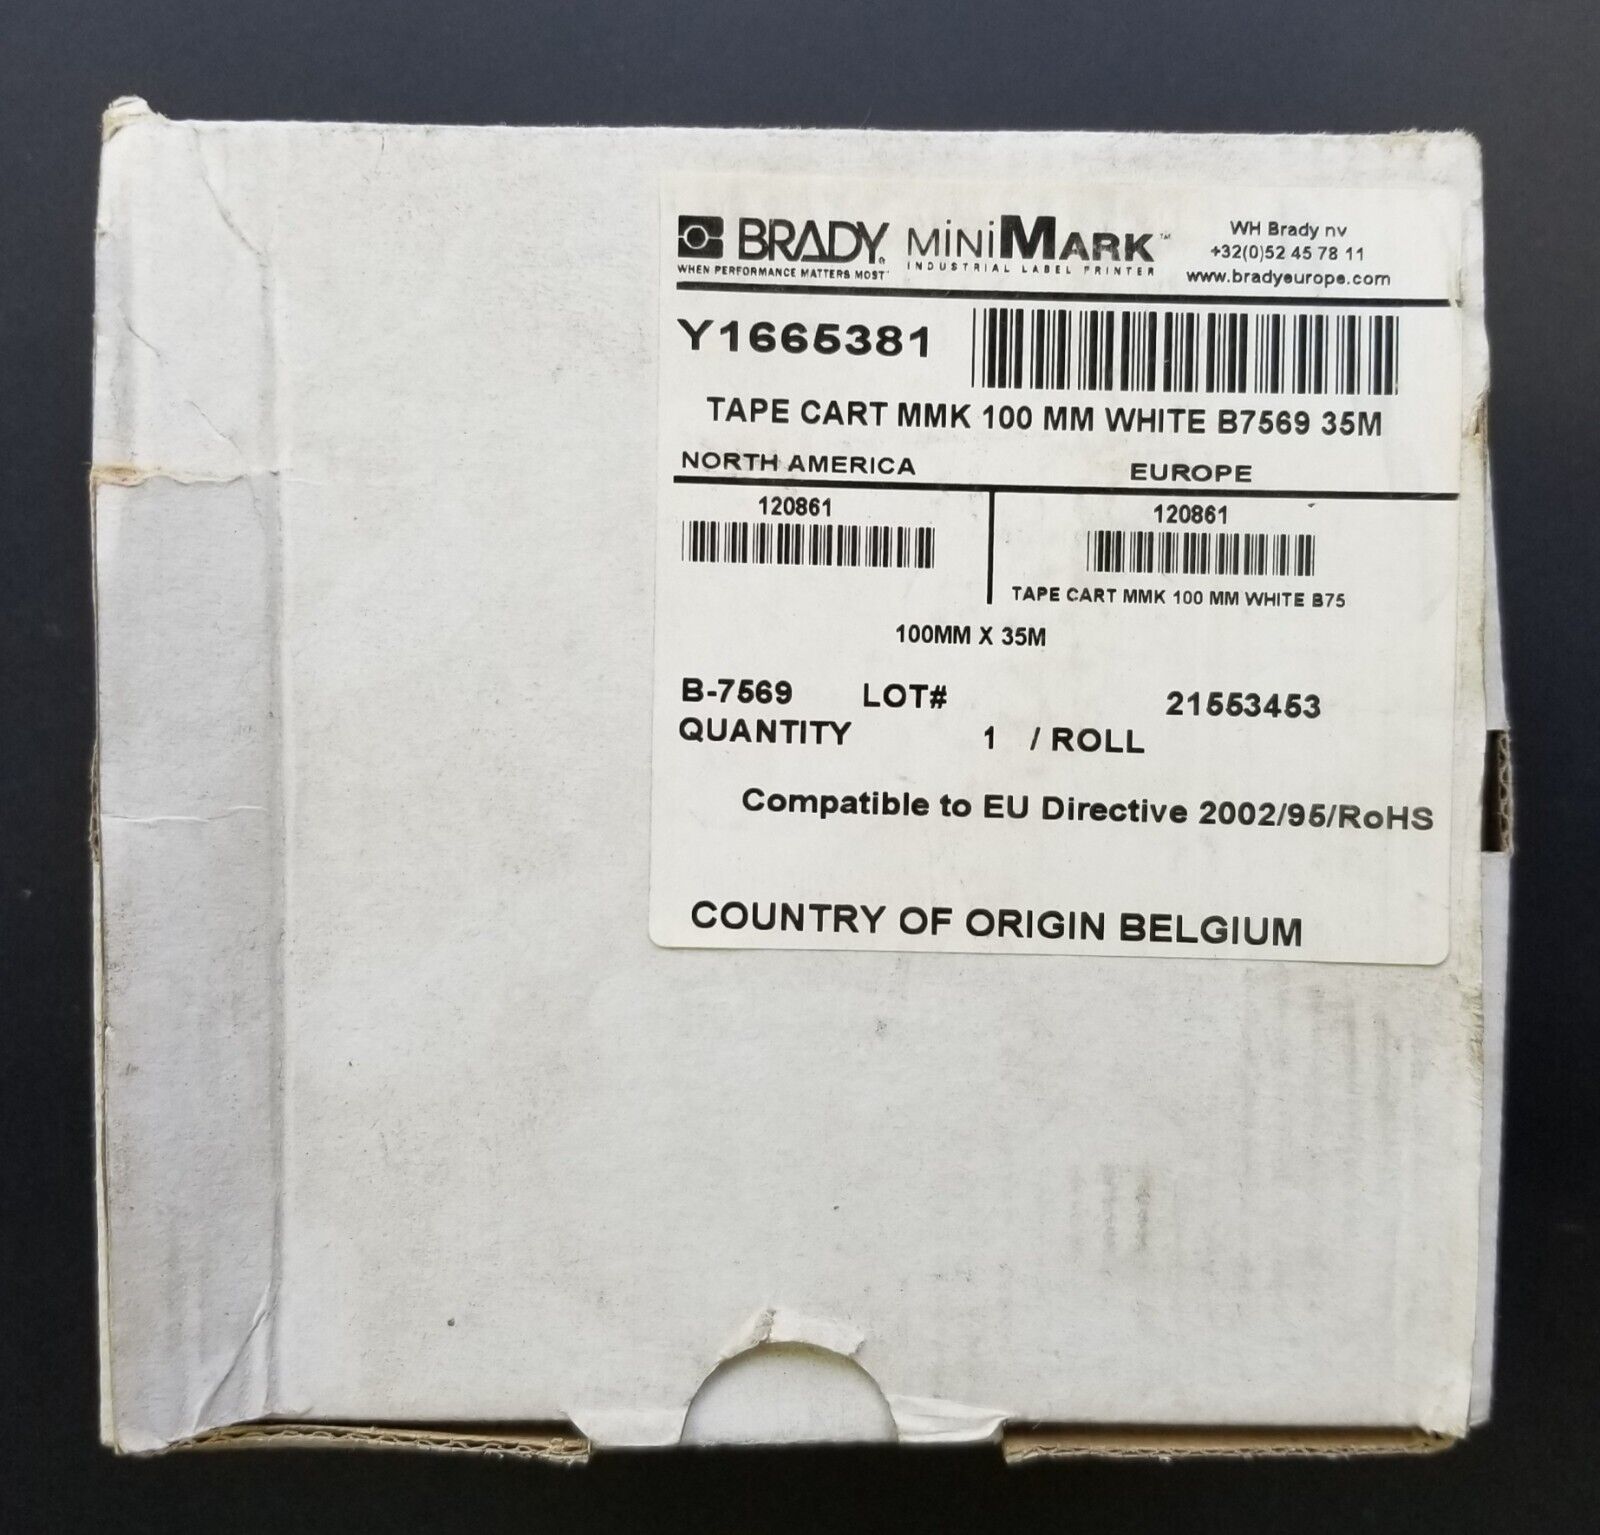 BRADY. MiNiMARK™ WH Brady nv
WHEN PERFORMANCE MATTERS MOST™ INDUSTRIAL LABEL PRINTER +32(0)52 45 78 11
www.bradyeurope.com
Y1665381
TAPE CART MMK 100 MM WHITE B7569 35M
NORTH AMERICA EUROPE
120861 120861
TAPE CART MMK 100 MM WHITE B75
100MM X 35M
B-7569 LOT# 21553453
QUANTITY 1 / ROLL
Compatible to EU Directive 2002/95/RoHS
COUNTRY OF ORIGIN BELGIUM